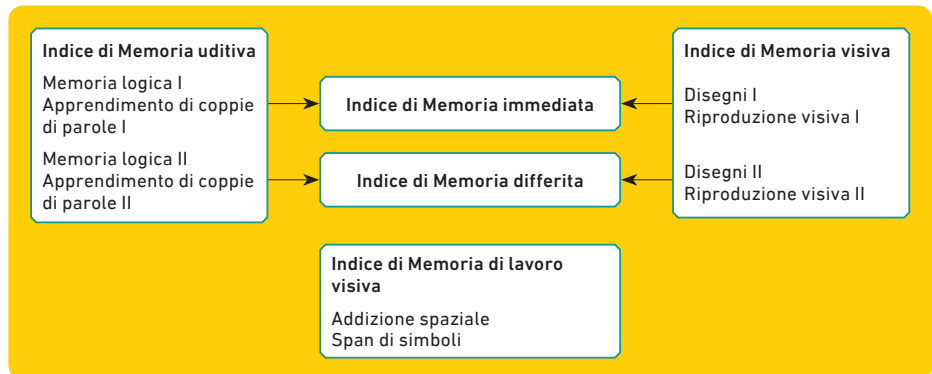 Indice di Memoria uditiva
Memoria logica I
Apprendimento di coppie
di parole I
Memoria logica II
Apprendimento di coppie
di parole II
Indice di Memoria immediata
Indice di Memoria differita
Indice di Memoria visiva
Disegni I
Riproduzione visiva I
Disegni II
Riproduzione visiva II
Indice di Memoria di lavoro
visiva
Addizione spaziale
Span di simboli